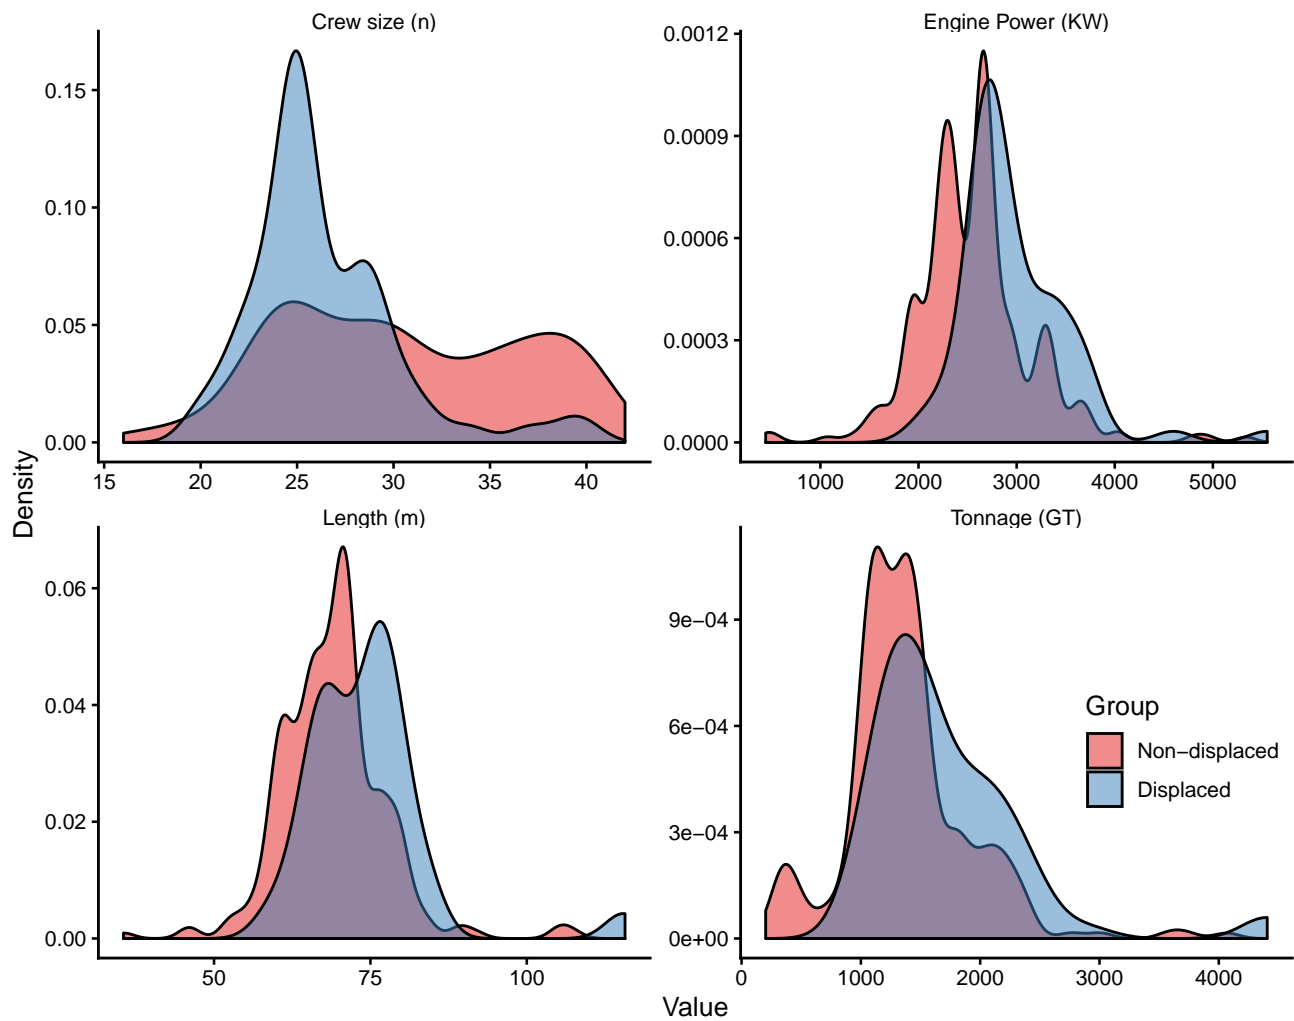 Crew size (n)
0.15
0.10
0.05
0.00
15 20 25 30 35 40
Engine Power (KW)
0.0012
0.0009
0.0006
0.0003
0.0000
1000 2000 3000 4000 5000
Density
Length (m)
0.06
0.04
0.02
0.00
50 75 100
Tonnage (GT)
9e−04
6e−04
3e−04
0e+00
0 1000 2000 3000 4000
Group
Non−displaced
Displaced
Value